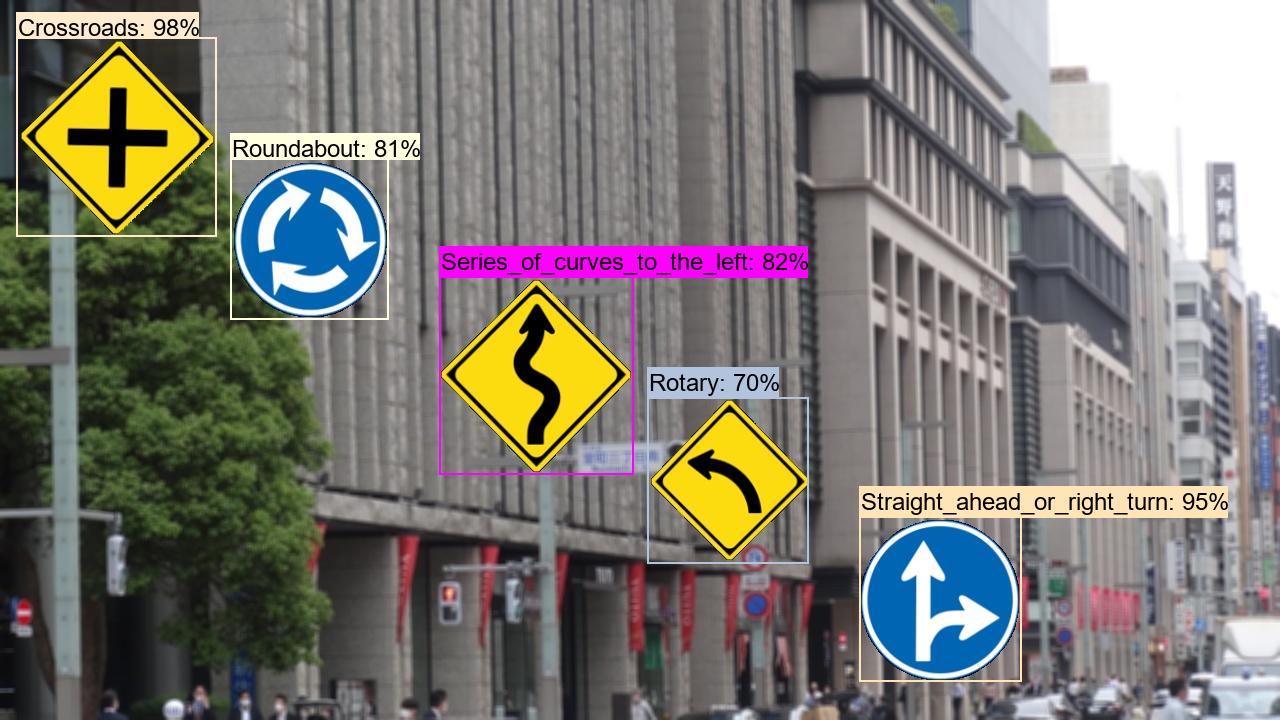 Crossroads: 98%
Roundabout: 81%
Series_of_curves_to_the_left: 82%
Rotary: 70%
Straight_ahead_or_right_turn: 95%
天野